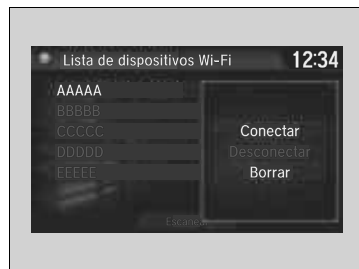 Lista de dispositivos Wi-Fi 12:34
AAAAA
BBBBB
CCCCC
DDDDD
EEEEE
Conectar
Desconectar
Borrar
Escanear